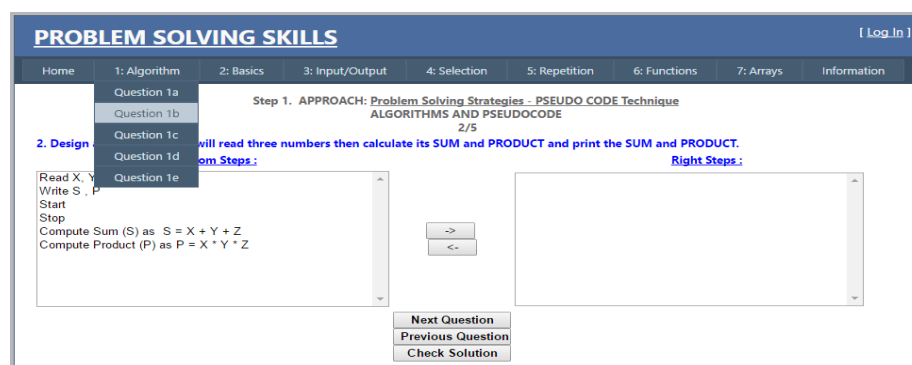 PROBLEM SOLVING SKILLS
[ Log In ]
Home 1: Algorithm 2: Basics 3: Input/Output 4: Selection 5: Repetition 6: Functions 7: Arrays Information
Question 1a
Question 1b
Question 1c
Question 1d
Question 1e
Step 1. APPROACH: Problem Solving Strategies - PSEUDO CODE Technique
ALGORITHMS AND PSEUDOCODE
2/5
2. Design will read three numbers then calculate its SUM and PRODUCT and print the SUM and PRODUCT.
om Steps :
Right Steps :
Read X, Y
Write S , P
Start
Stop
Compute Sum (S) as S = X + Y + Z
Compute Product (P) as P = X * Y * Z
->
<-
Next Question
Previous Question
Check Solution